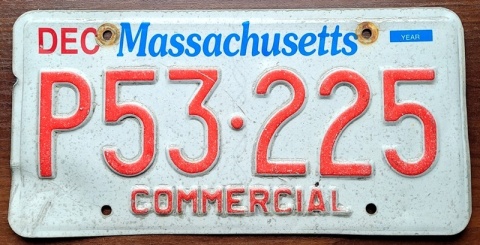 DEC Massachusetts YEAR
P53·225
COMMERCIAL